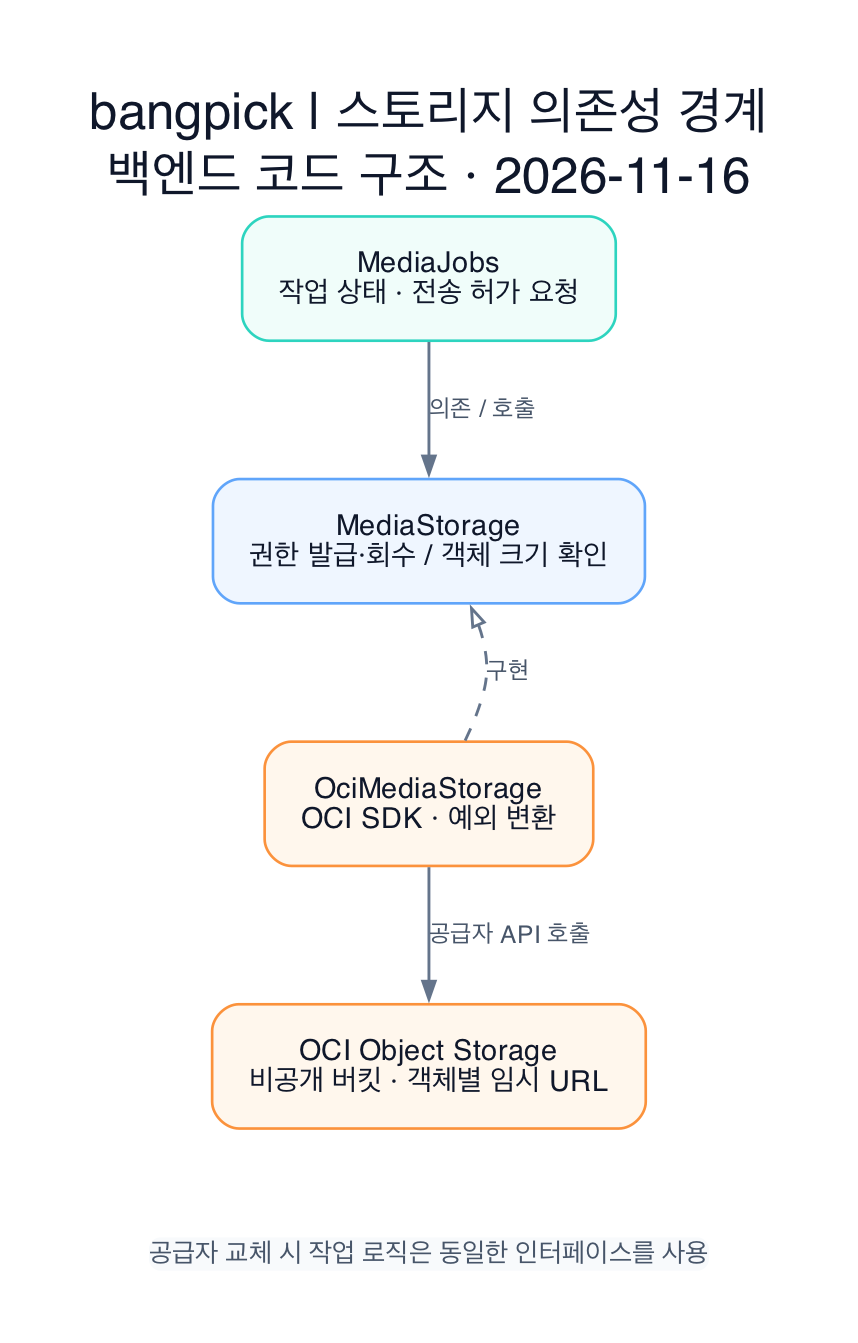 bangpick | 스토리지 의존성 경계
백엔드 코드 구조 · 2026-11-16
MediaJobs
작업 상태 · 전송 허가 요청
의존 / 호출
MediaStorage
권한 발급·회수 / 객체 크기 확인
구현
OciMediaStorage
OCI SDK · 예외 변환
공급자 API 호출
OCI Object Storage
비공개 버킷 · 객체별 임시 URL
공급자 교체 시 작업 로직은 동일한 인터페이스를 사용